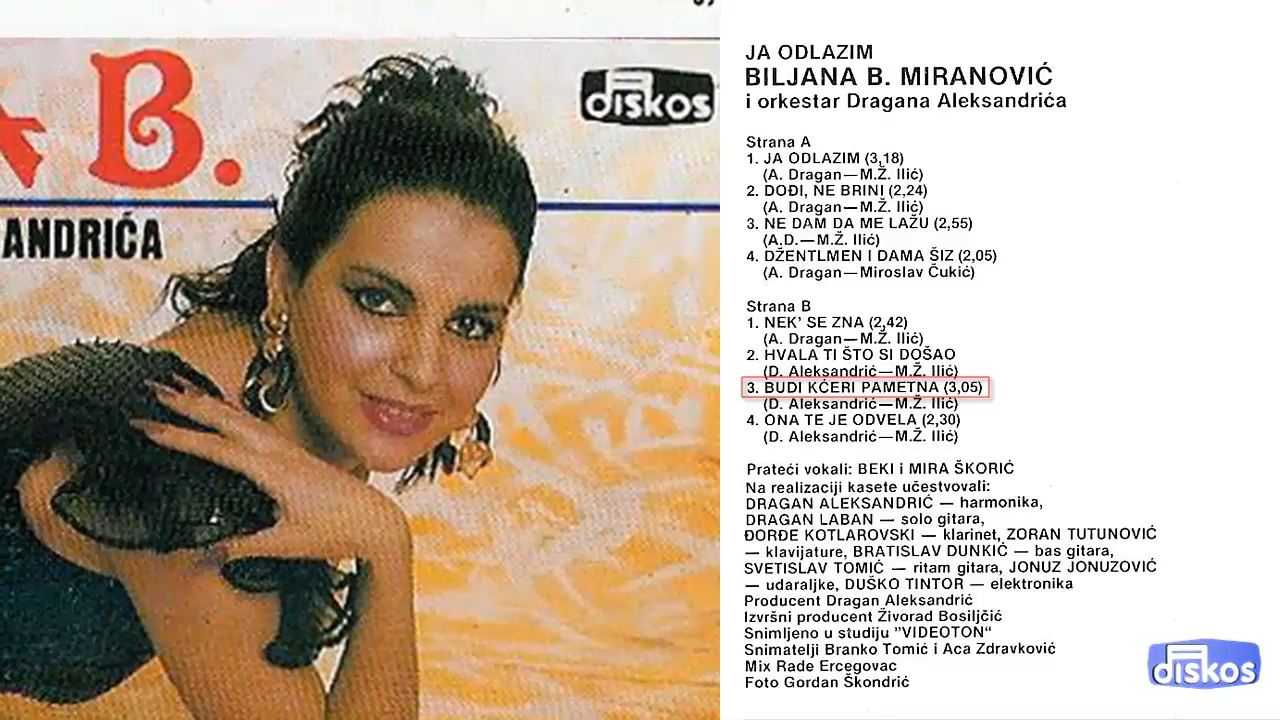 B.
ANDRIĆA
diskos
JA ODLAZIM
BILJANA B. MIRANOVIĆ
i orkestar Dragana Aleksandrića
Strana A
1. JA ODLAZIM (3,18)
(A. Dragan—M.Ž. Ilić)
2. DOĐI, NE BRINI (2,24)
(A. Dragan—M.Ž. Ilić)
3. NE DAM DA ME LAŽU (2,55)
(A.D.—M.Ž. Ilić)
4. DŽENTLMEN I DAMA ŠIZ (2,05)
(A. Dragan—Miroslav Čukić)
Strana B
1. NEK' SE ZNA (2,42)
(A. Dragan—M.Ž. Ilić)
2. HVALA TI ŠTO SI DOŠAO
(D. Aleksandrić—M.Ž. Ilić)
3. BUDI KĆERI PAMETNA (3,05)
(D. Aleksandrić—M.Ž. Ilić)
4. ONA TE JE ODVELA (2,30)
(D. Aleksandrić—M.Ž. Ilić)
Prateći vokali: BEKI i MIRA ŠKORIĆ
Na realizaciji kasete učestvovali:
DRAGAN ALEKSANDRIĆ — harmonika,
DRAGAN LABAN — solo gitara,
ĐORĐE KOTLAROVSKI — klarinet, ZORAN TUTUNOVIĆ
— klavijature, BRATISLAV DUNKIĆ — bas gitara,
SVETISLAV TOMIĆ — ritam gitara, JONUZ JONUZOVIĆ
— udaraljke, DUŠKO TINTOR — elektronika
Producent Dragan Aleksandrić
Izvršni producent Živorad Bosiljčić
Snimljeno u studiju "VIDEOTON"
Snimatelji Branko Tomić i Aca Zdravković
Mix Rade Ercegovac
Foto Gordan Škondrić
diskos